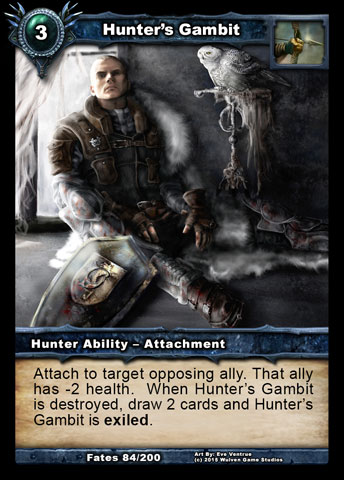 3
Hunter's Gambit
Hunter Ability – Attachment
Attach to target opposing ally. That ally
has -2 health. When Hunter's Gambit
is destroyed, draw 2 cards and Hunter's
Gambit is exiled.
Fates 84/200
Art By: Eve Ventrue
(c) 2015 Wulven Game Studios